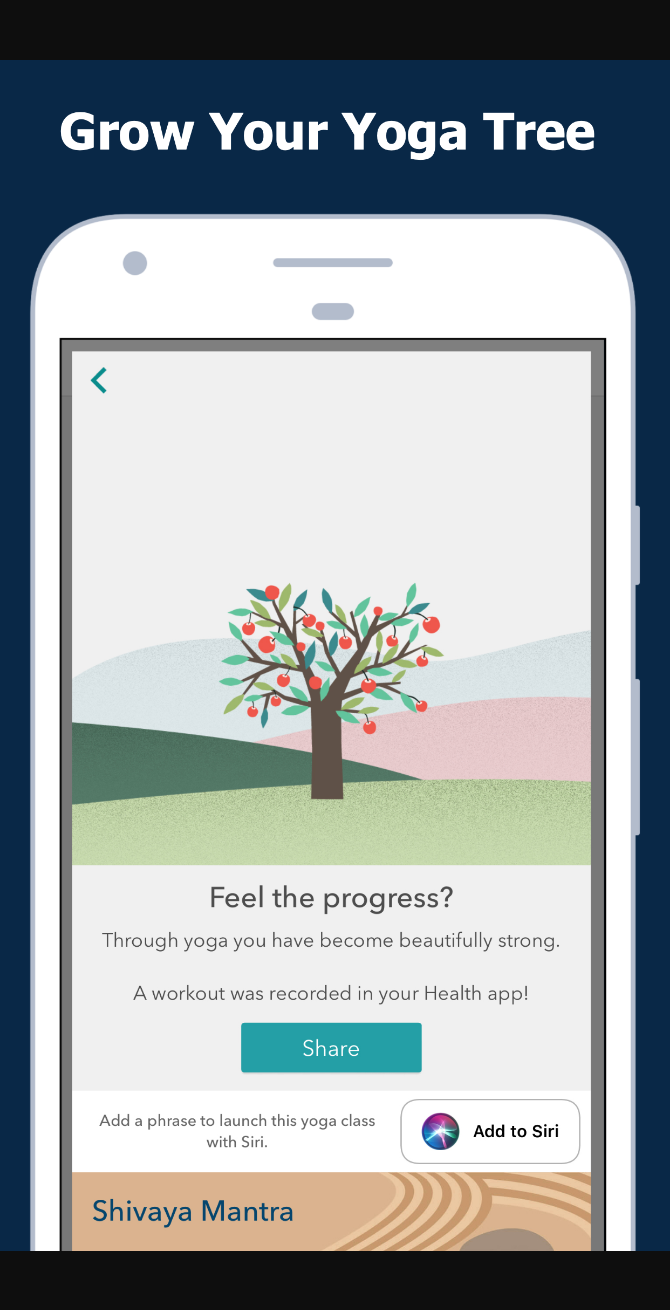 Grow Your Yoga Tree
Feel the progress?
Through yoga you have become beautifully strong.
A workout was recorded in your Health app!
Share
Add a phrase to launch this yoga class
with Siri.
Add to Siri
Shivaya Mantra